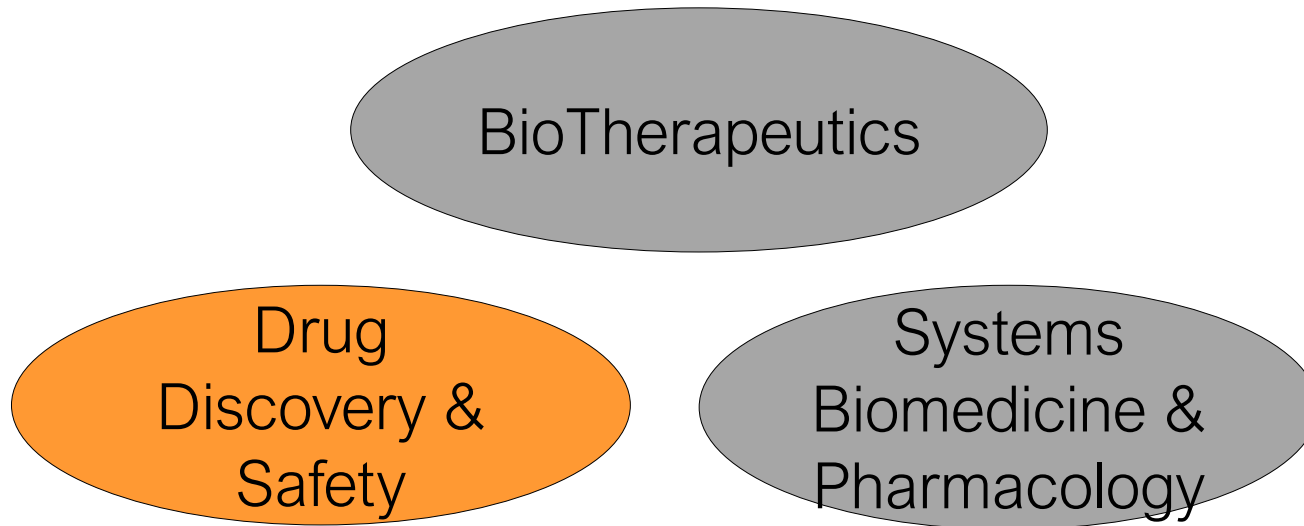 BioTherapeutics
Drug
Discovery &
Safety
Systems
Biomedicine &
Pharmacology